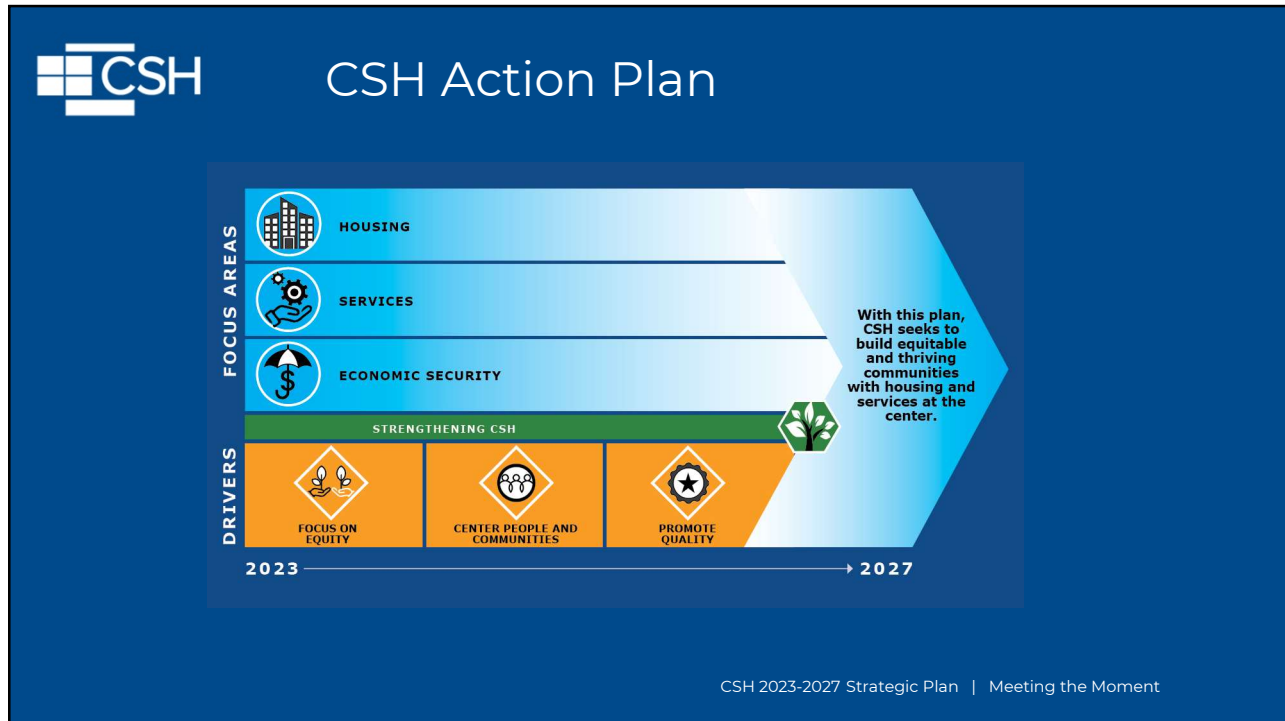 CSH
CSH Action Plan
FOCUS AREAS
HOUSING
SERVICES
ECONOMIC SECURITY
With this plan,
CSH seeks to
build equitable
and thriving
communities
with housing and
services at the
center.
STRENGTHENING CSH
DRIVERS
FOCUS ON
EQUITY
CENTER PEOPLE AND
COMMUNITIES
PROMOTE
QUALITY
2023
2027
CSH 2023-2027 Strategic Plan | Meeting the Moment